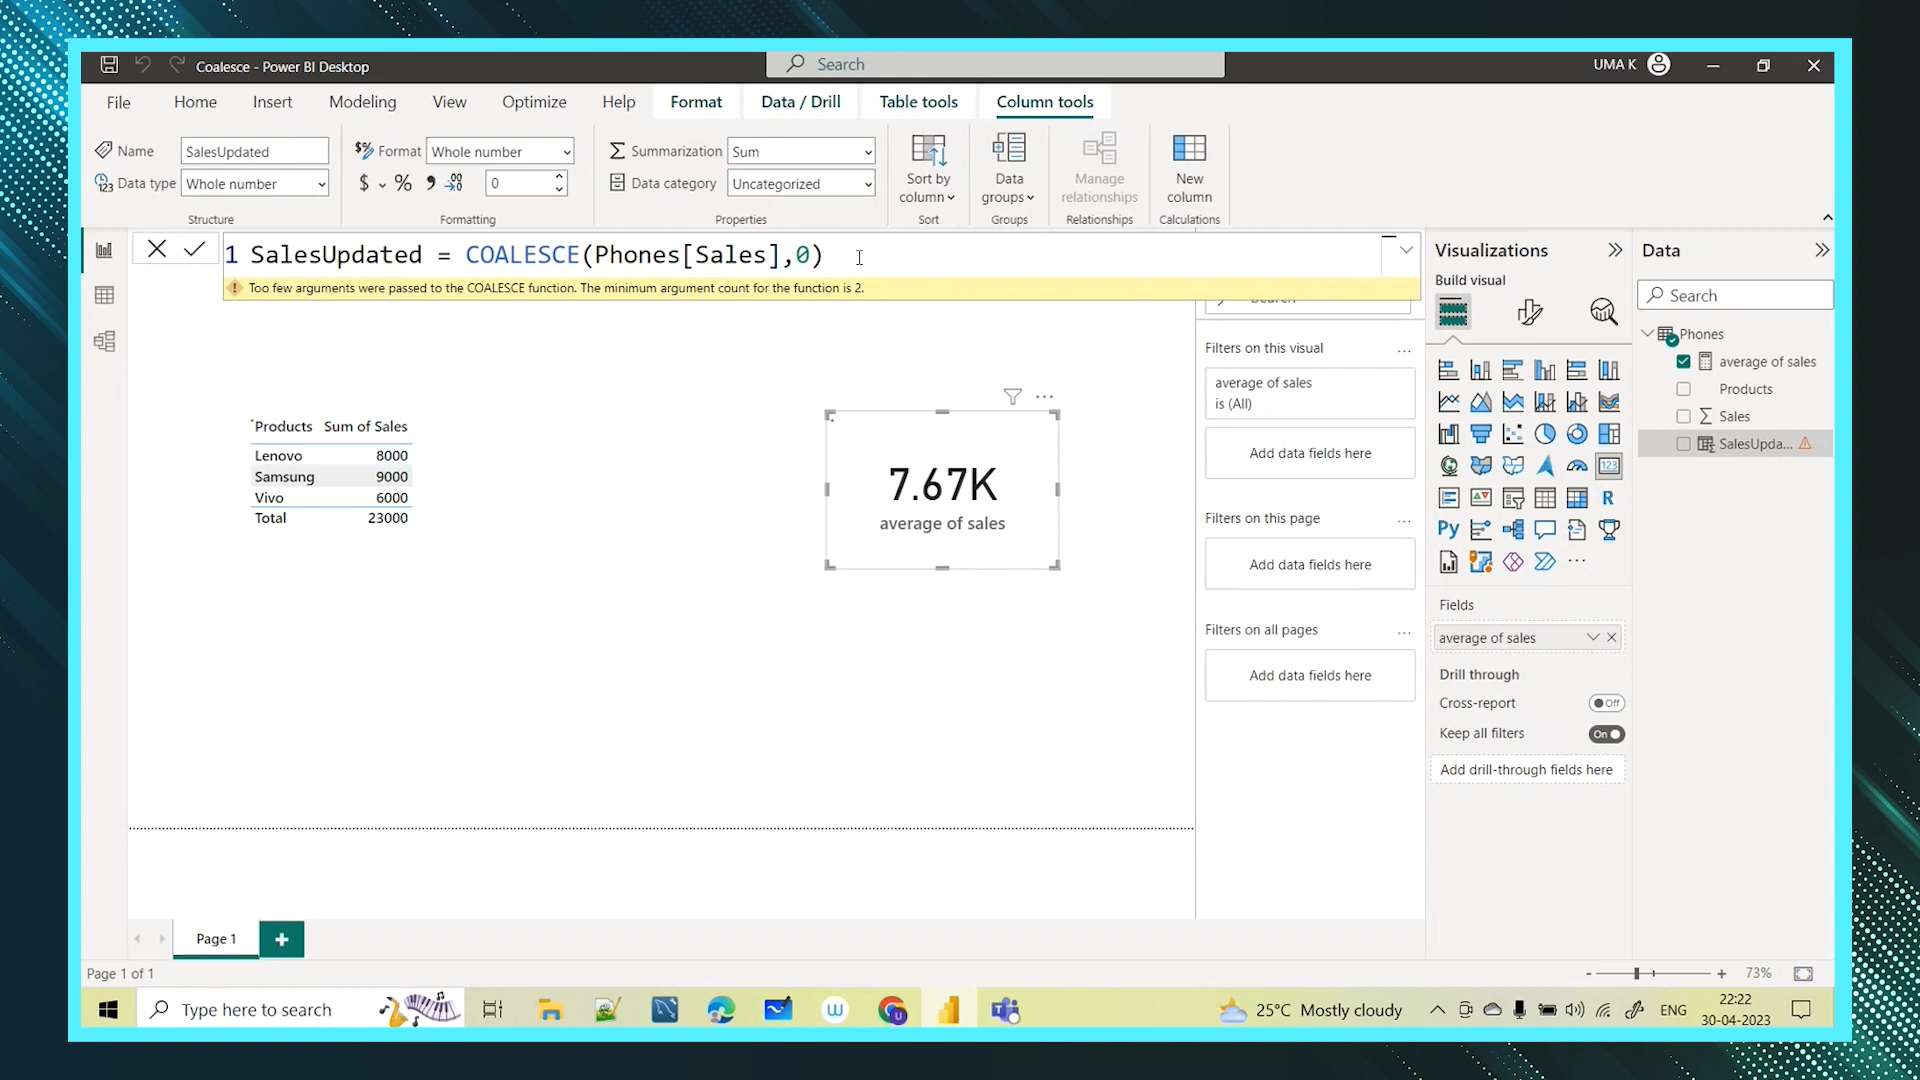 Coalesce - Power BI Desktop
Search
UMA K
File
Home
Insert
Modeling
View
Optimize
Help
Format
Data / Drill
Table tools
Column tools
Name
SalesUpdated
Format
Whole number
Summarization
Sum
Data type
Whole number
$
%
0
Data category
Uncategorized
Sort by
column
Data
groups
Manage
relationships
New
column
Structure
Formatting
Properties
Sort
Groups
Relationships
Calculations
1 SalesUpdated = COALESCE(Phones[Sales],0)
Too few arguments were passed to the COALESCE function. The minimum argument count for the function is 2.
Products Sum of Sales
Lenovo 8000
Samsung 9000
Vivo 6000
Total 23000
7.67K
average of sales
Filters on this visual
average of sales
is (All)
Add data fields here
Filters on this page
Add data fields here
Filters on all pages
Add data fields here
Visualizations
Build visual
R
Py
123
Fields
average of sales
Drill through
Cross-report
Off
Keep all filters
On
Add drill-through fields here
Data
Search
Phones
average of sales
Products
Sales
SalesUpda...
Page 1
Page 1 of 1
73%
Type here to search
25°C Mostly cloudy
ENG
22:22
30-04-2023